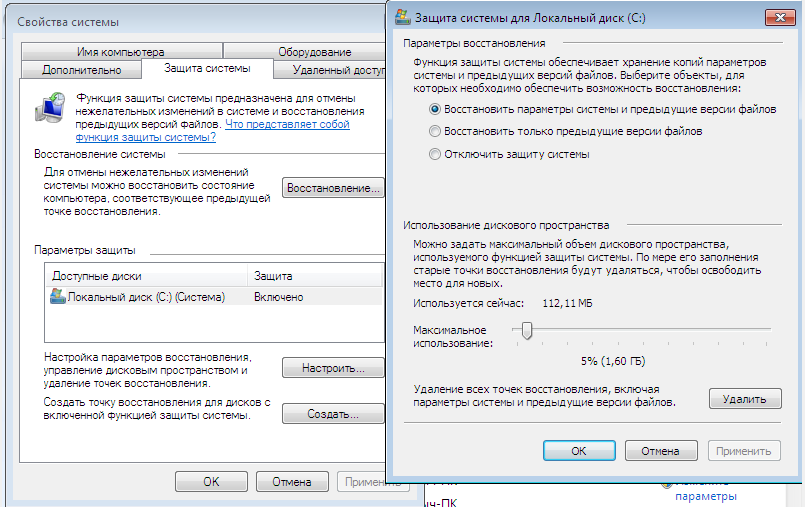 Свойства системы
Имя компьютера
Оборудование
Дополнительно
Защита системы
Удаленный доступ
Функция защиты системы предназначена для отмены
нежелательных изменений в системе и восстановления
предыдущих версий файлов. Что представляет собой
функция защиты системы?
Восстановление системы
Для отмены нежелательных изменений
системы можно восстановить состояние
компьютера, соответствующее предыдущей
точке восстановления.
Восстановление...
Параметры защиты
Доступные диски
Защита
Локальный диск (C:) (Система)
Включено
Настройка параметров восстановления,
управление дисковым пространством и
удаление точек восстановления.
Настроить...
Создать точку восстановления для дисков с
включенной функцией защиты системы.
Создать...
OK
Отмена
Применить
Защита системы для Локальный диск (C:)
Параметры восстановления
Функция защиты системы обеспечивает хранение копий параметров
системы и предыдущих версий файлов. Выберите объекты, для
которых необходимо обеспечить возможность восстановления:
Восстановить параметры системы и предыдущие версии файлов
Восстановить только предыдущие версии файлов
Отключить защиту системы
Использование дискового пространства
Можно задать максимальный объем дискового пространства,
используемого функцией защиты системы. По мере его заполнения
старые точки восстановления будут удаляться, чтобы освободить
место для новых.
Используется сейчас: 112,11 МБ
Максимальное
использование:
5% (1,60 ГБ)
Удаление всех точек восстановления, включая
параметры системы и предыдущие версии файлов.
Удалить
OK
Отмена
Применить
параметры
ыч-ПК